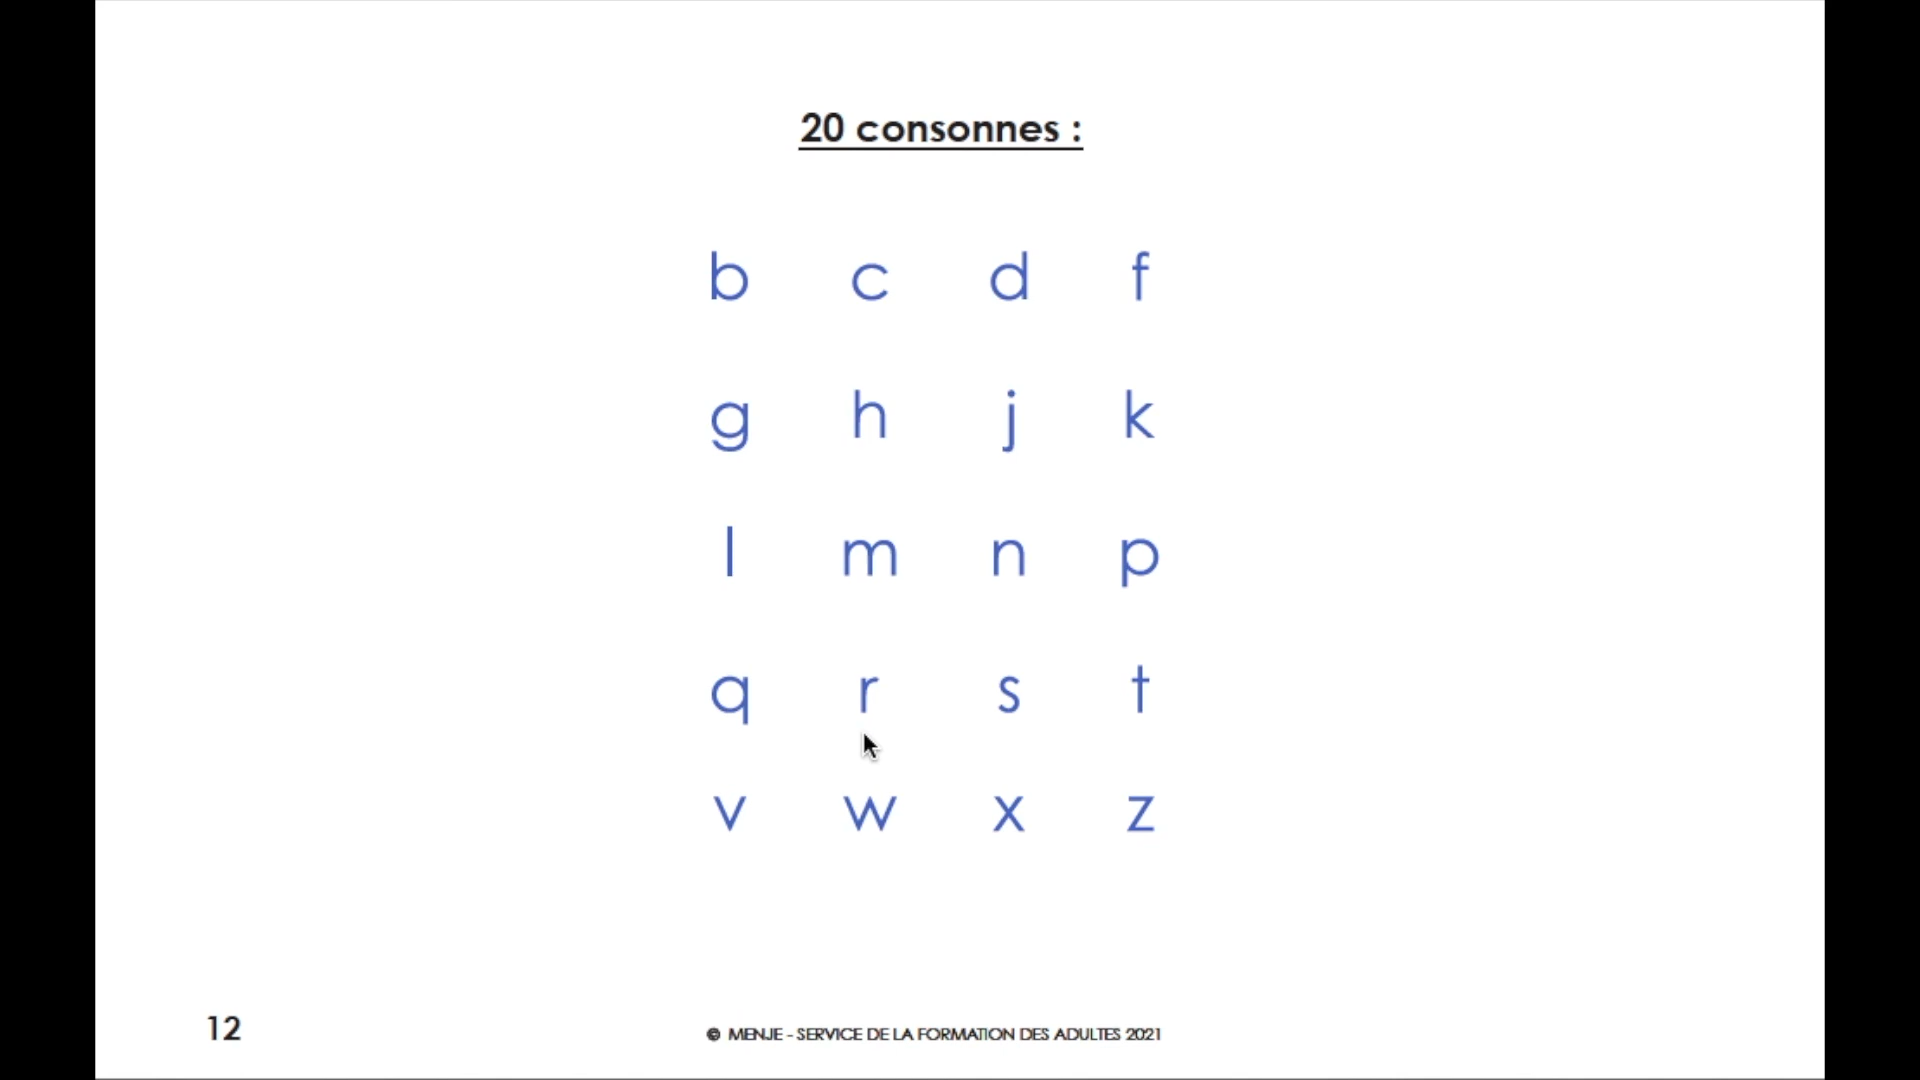 20 consonnes :
b c d f
g h j k
l m n p
q r s t
v w x z
12
© MENJE - SERVICE DE LA FORMATION DES ADULTES 2021